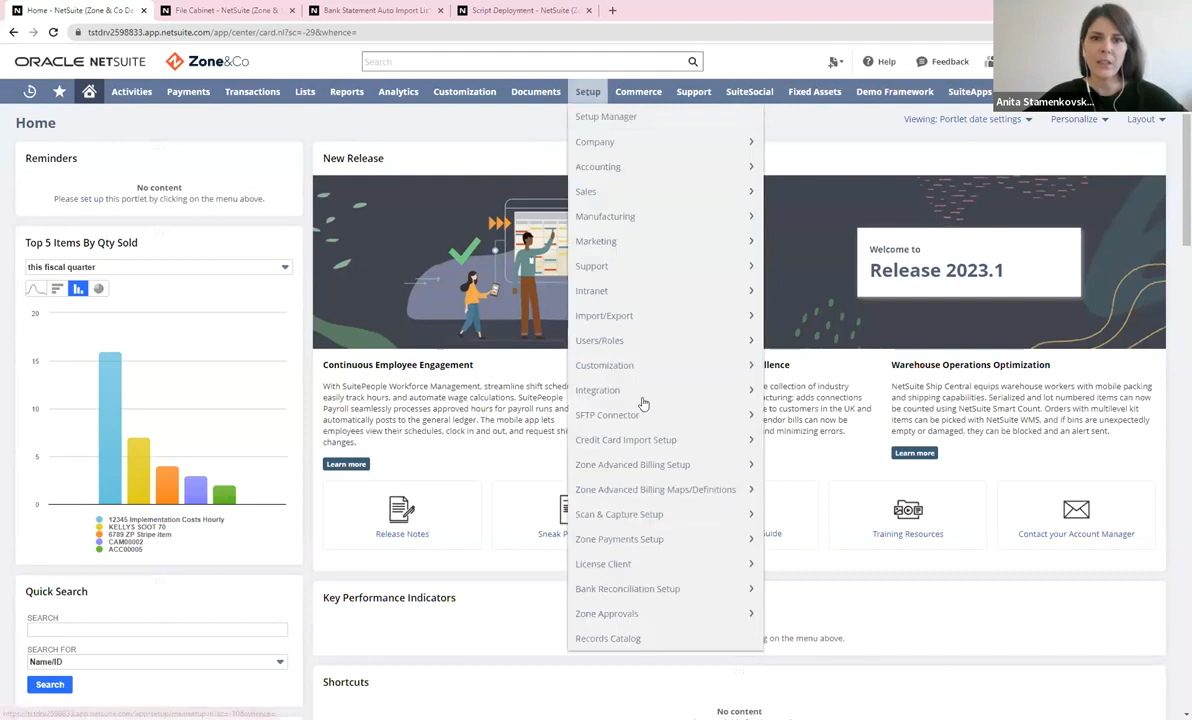 Home - NetSuite (Zone & Co De
File Cabinet - NetSuite (Zone &
Bank Statement Auto Import Lis
Script Deployment - NetSuite (Z
tstdrv2598833.app.netsuite.com/app/center/card.nl?sc=-29&whence=
ORACLE NETSUITE
Zone&Co
Search
Help
Feedback
Activities
Payments
Transactions
Lists
Reports
Analytics
Customization
Documents
Setup
Commerce
Support
SuiteSocial
Fixed Assets
Demo Framework
SuiteApps
Anita Stamenkovsk...
Home
Viewing: Portlet date settings
Personalize
Layout
Reminders
No content
Please set up this portlet by clicking on the menu above.
Top 5 Items By Qty Sold
this fiscal quarter
20
15
10
5
0
12345 Implementation Costs Hourly
KELLYS SOOT 70
6789 ZP Stripe item
CAM00002
ACC00005
Quick Search
SEARCH
SEARCH FOR
Name/ID
Search
New Release
Welcome to
Release 2023.1
Continuous Employee Engagement
With SuitePeople Workforce Management, streamline shift sched
easily track hours, and automate wage calculations. SuitePeople
Payroll seamlessly processes approved hours for payroll runs and
automatically posts to the general ledger. The mobile app lets
employees view their schedules, clock in and out, and request shi
changes.
Learn more
Setup Manager
Company
Accounting
Sales
Manufacturing
Marketing
Support
Intranet
Import/Export
Users/Roles
Customization
Integration
SFTP Connector
Credit Card Import Setup
Zone Advanced Billing Setup
Zone Advanced Billing Maps/Definitions
Scan & Capture Setup
Zone Payments Setup
License Client
Bank Reconciliation Setup
Zone Approvals
Records Catalog
llence
e collection of industry
acturing; adds connections
to customers in the UK and
vendor bills can now be
and minimizing errors.
Warehouse Operations Optimization
NetSuite Ship Central equips warehouse workers with mobile packing
and shipping capabilities. Serialized and lot numbered items can now
be counted using NetSuite Smart Count. Orders with multilevel kit
items can be picked with NetSuite WMS, and if bins are unexpectedly
empty or damaged, they can be blocked and an alert sent.
Learn more
Release Notes
Sneak P
Guide
Training Resources
Contact your Account Manager
Key Performance Indicators
ng on the menu above.
Shortcuts
No content